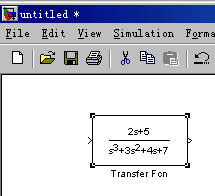 untitled *
File Edit View Simulation Forma
2s+5
s3+3s2+4s+7
Transfer Fcn